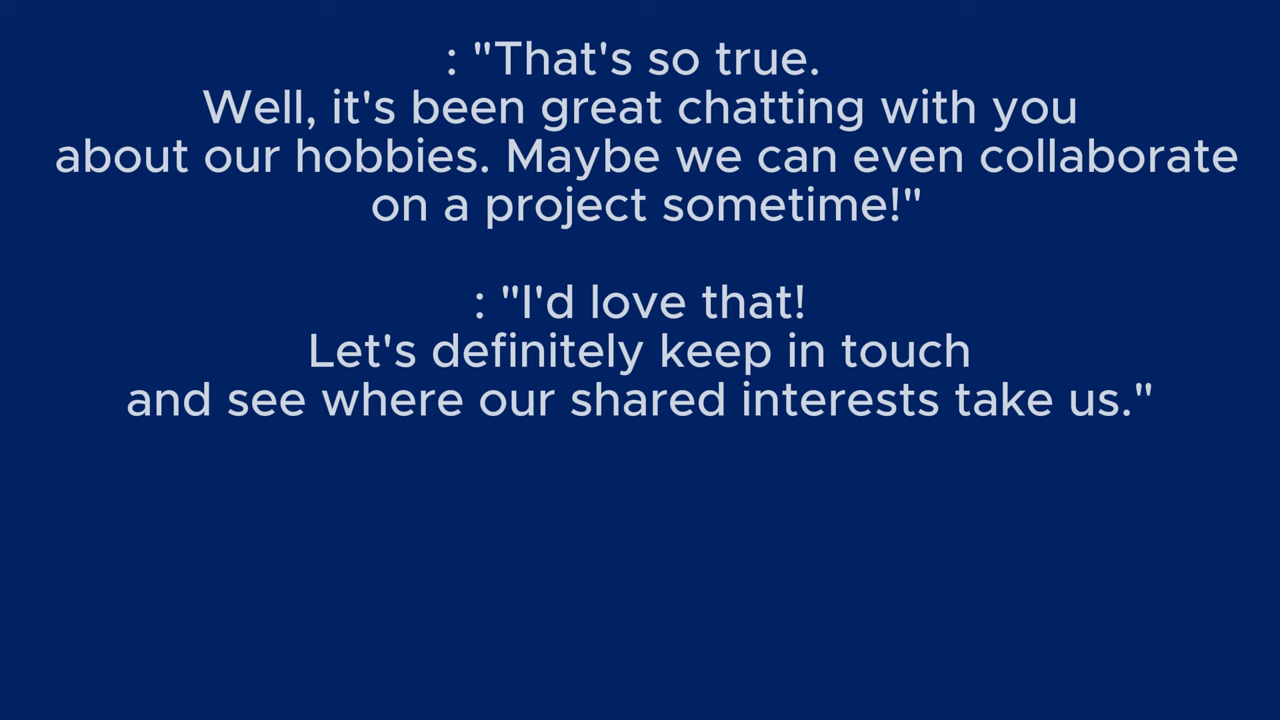 : "That's so true.
Well, it's been great chatting with you
about our hobbies. Maybe we can even collaborate
on a project sometime!"
: "I'd love that!
Let's definitely keep in touch
and see where our shared interests take us."